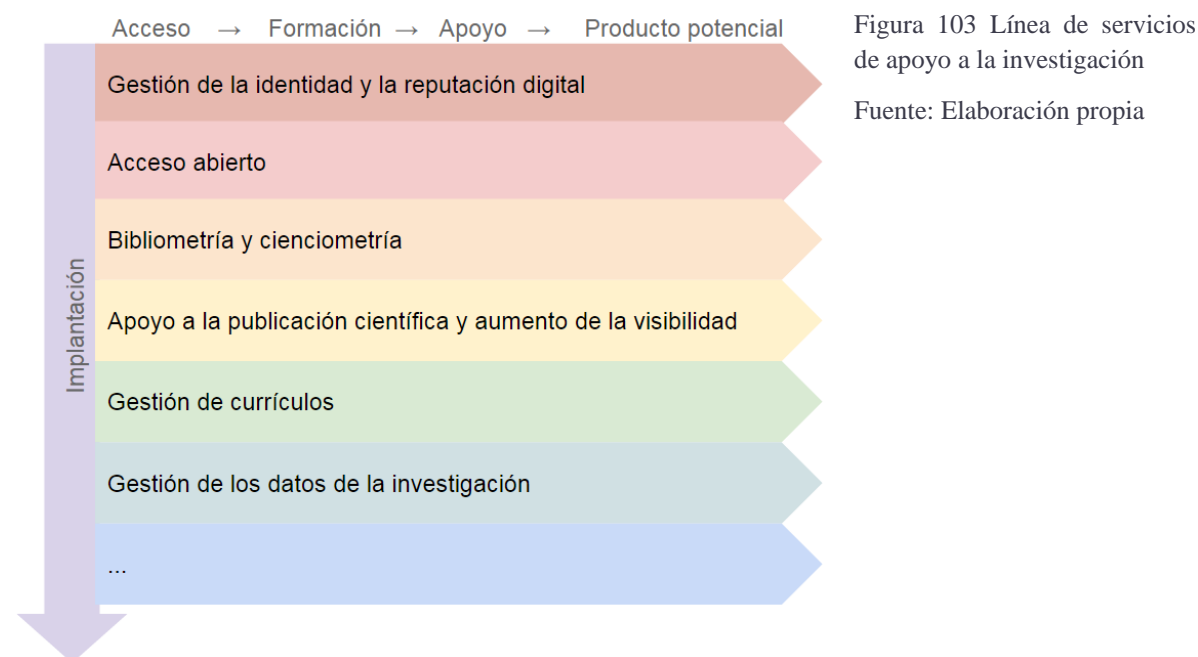 Acceso → Formación → Apoyo → Producto potencial
Gestión de la identidad y la reputación digital
Acceso abierto
Bibliometría y cienciometría
Apoyo a la publicación científica y aumento de la visibilidad
Gestión de currículos
Gestión de los datos de la investigación
...
Implantación
Figura 103 Línea de servicios
de apoyo a la investigación
Fuente: Elaboración propia